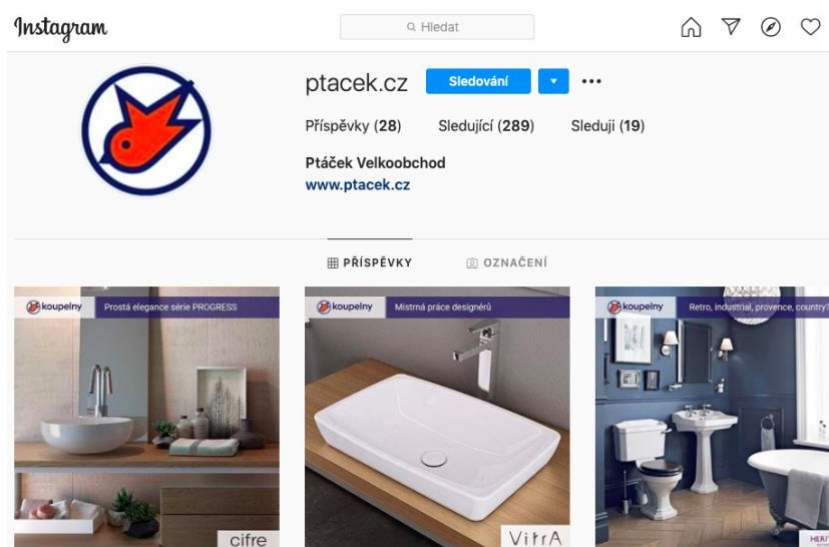 Instagram
Hledat
ptacek.cz Sledování
Příspěvky (28) Sledující (289) Sleduji (19)
Ptáček Velkoobchod
www.ptacek.cz
PŘÍSPĚVKY OZNAČENÍ
koupelny Prostá elegance série PROGRESS
cifre
koupelny Mistrná práce designérů
VitrA
koupelny Retro, industrial, provence, country
HERIT